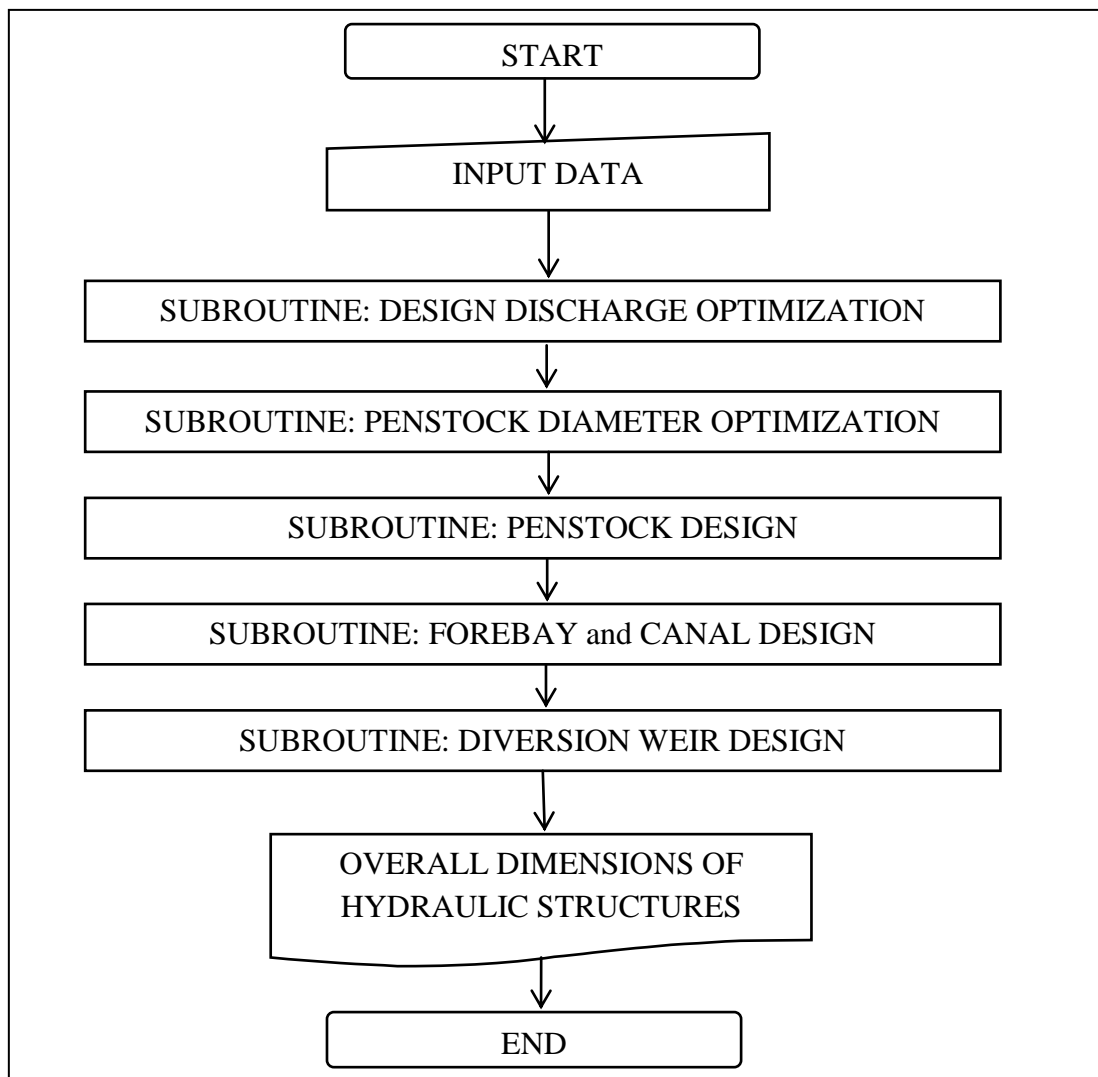 START
INPUT DATA
SUBROUTINE: DESIGN DISCHARGE OPTIMIZATION
SUBROUTINE: PENSTOCK DIAMETER OPTIMIZATION
SUBROUTINE: PENSTOCK DESIGN
SUBROUTINE: FOREBAY and CANAL DESIGN
SUBROUTINE: DIVERSION WEIR DESIGN
OVERALL DIMENSIONS OF
HYDRAULIC STRUCTURES
END